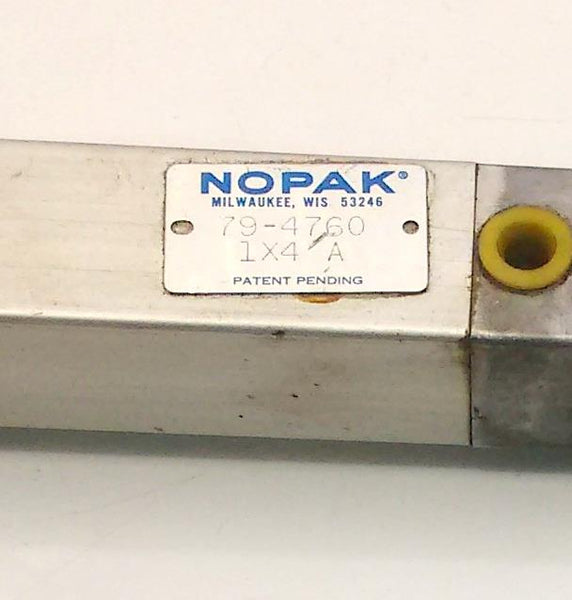 NOPAK®
MILWAUKEE, WIS 53246
79-4760
1X4 A
PATENT PENDING